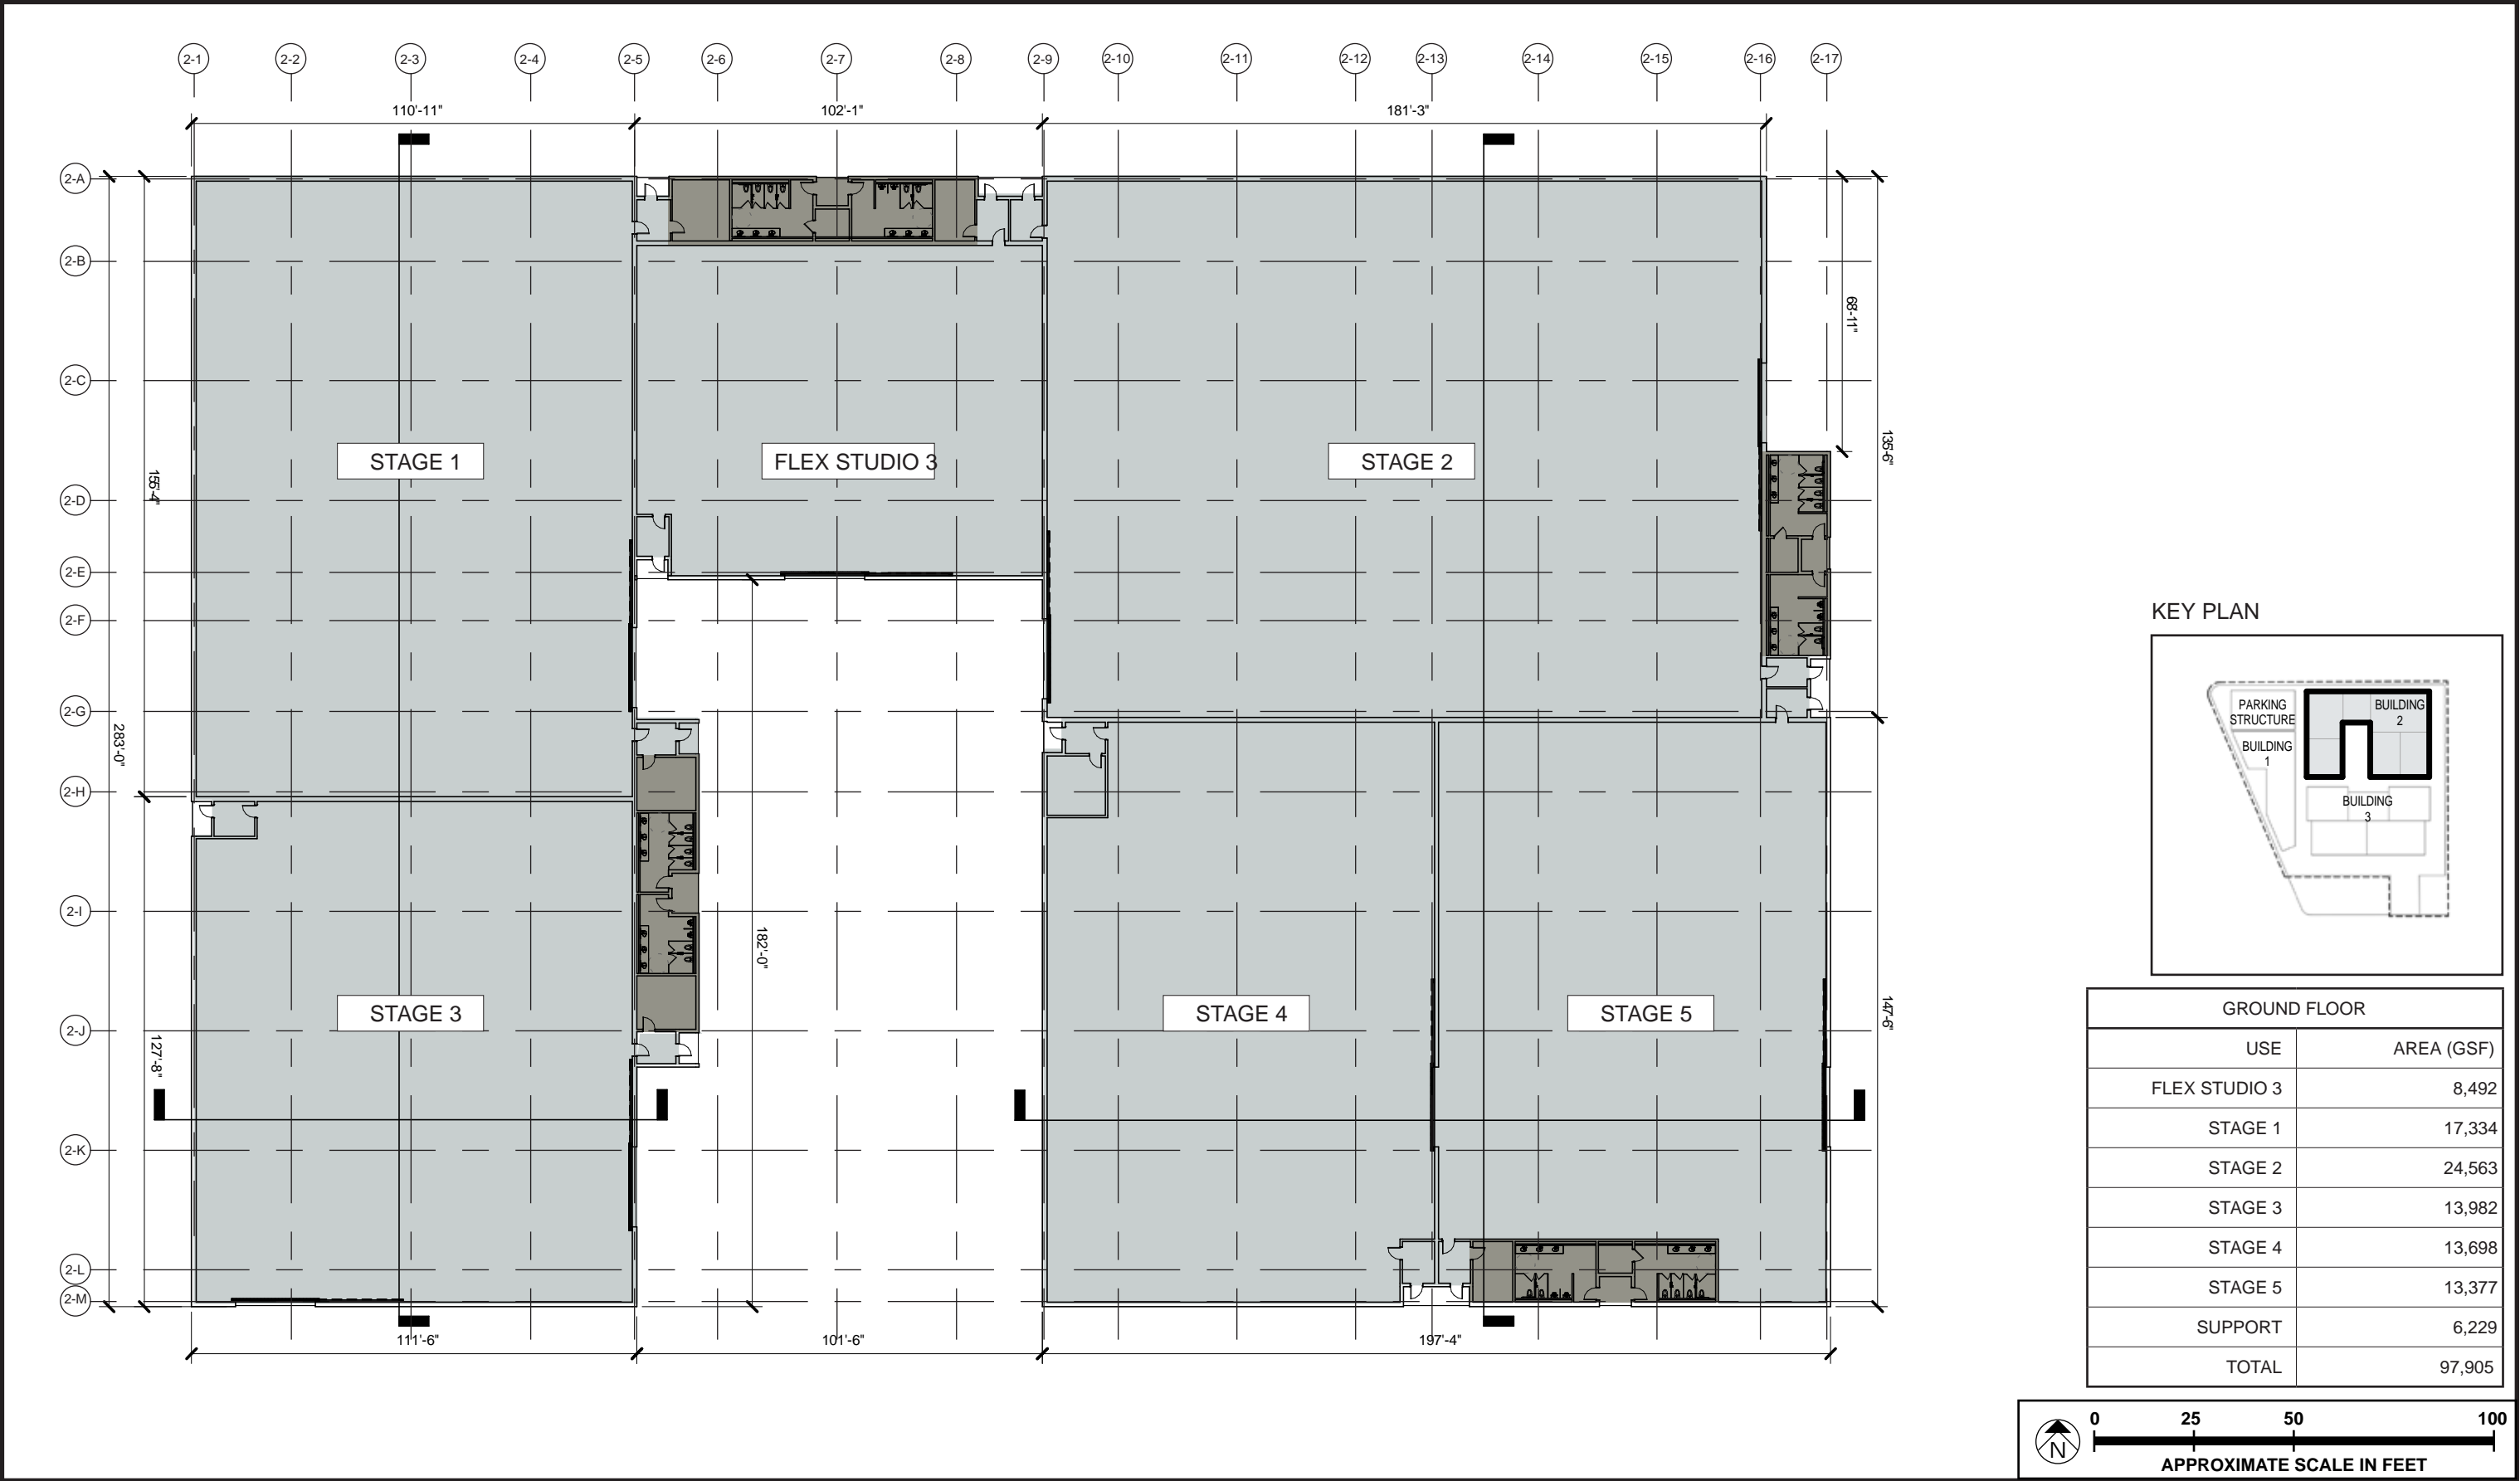 2-1 2-2 2-3 2-4 2-5 2-6 2-7 2-8 2-9 2-10 2-11 2-12 2-13 2-14 2-15 2-16 2-17
110'-11" 102'-1" 181'-3"
2-A
2-B
2-C
2-D
2-E
2-F
2-G
2-H
2-I
2-J
2-K
2-L
2-M
68'-11"
135'-6"
155'-4"
283'-0"
182'-0"
147'-6"
127'-8"
STAGE 1
FLEX STUDIO 3
STAGE 2
STAGE 3
STAGE 4
STAGE 5
111'-6" 101'-6" 197'-4"
KEY PLAN
PARKING
STRUCTURE
BUILDING
1
BUILDING
2
BUILDING
3
GROUND FLOOR
USE AREA (GSF)
FLEX STUDIO 3 8,492
STAGE 1 17,334
STAGE 2 24,563
STAGE 3 13,982
STAGE 4 13,698
STAGE 5 13,377
SUPPORT 6,229
TOTAL 97,905
N
0 25 50 100
APPROXIMATE SCALE IN FEET